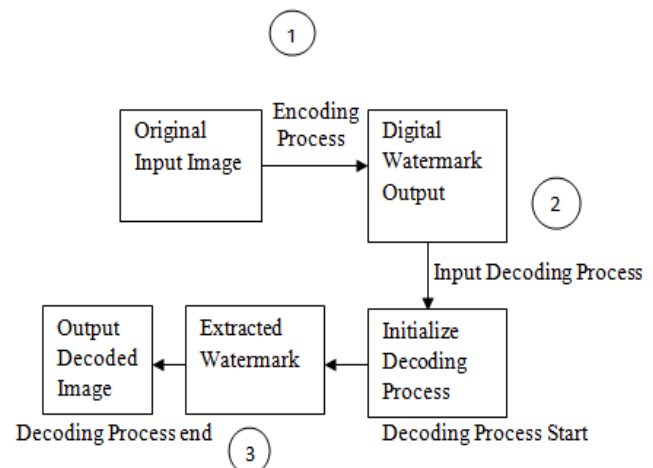 1
Encoding
Process
Original
Input Image
Digital
Watermark
Output
2
Input Decoding Process
Initialize
Decoding
Process
Decoding Process Start
Extracted
Watermark
Output
Decoded
Image
Decoding Process end
3